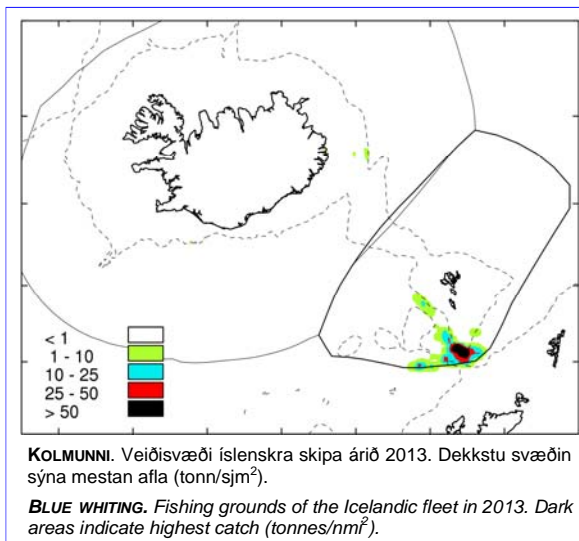 < 1
1 - 10
10 - 25
25 - 50
> 50
KOLMUNNI. Veiðisvæði íslenskra skipa árið 2013. Dekkstu svæðin
sýna mestan afla (tonn/sjm²).
BLUE WHITING. Fishing grounds of the Icelandic fleet in 2013. Dark
areas indicate highest catch (tonnes/nmi²).